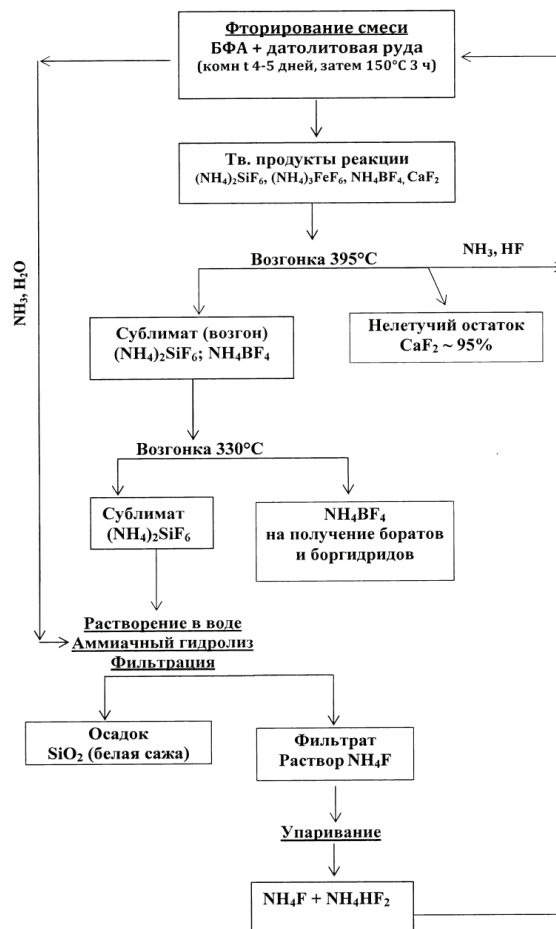 Фторирование смеси
БФА + датолитовая руда
(комн t 4-5 дней, затем 150°С 3 ч)
Тв. продукты реакции
(NH₄)₂SiF₆, (NH₄)₃FeF₆, NH₄BF₄, CaF₂
NH₃, H₂O
Возгонка 395°С
NH₃, HF
Сублимат (возгон)
(NH₄)₂SiF₆; NH₄BF₄
Нелетучий остаток
CaF₂ ~ 95%
Возгонка 330°С
Сублимат
(NH₄)₂SiF₆
NH₄BF₄
на получение боратов
и боргидридов
Растворение в воде
Аммиачный гидролиз
Фильтрация
Осадок
SiO₂ (белая сажа)
Фильтрат
Раствор NH₄F
Упаривание
NH₄F + NH₄HF₂